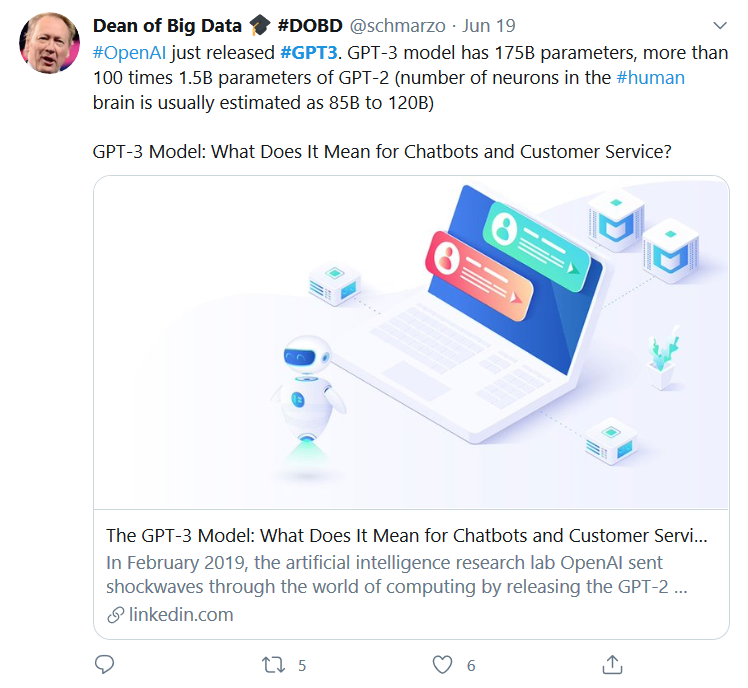 Dean of Big Data 🎓 #DOBD @schmarzo · Jun 19
#OpenAI just released #GPT3. GPT-3 model has 175B parameters, more than
100 times 1.5B parameters of GPT-2 (number of neurons in the #human
brain is usually estimated as 85B to 120B)
GPT-3 Model: What Does It Mean for Chatbots and Customer Service?
The GPT-3 Model: What Does It Mean for Chatbots and Customer Servi...
In February 2019, the artificial intelligence research lab OpenAI sent
shockwaves through the world of computing by releasing the GPT-2 ...
linkedin.com
5 6